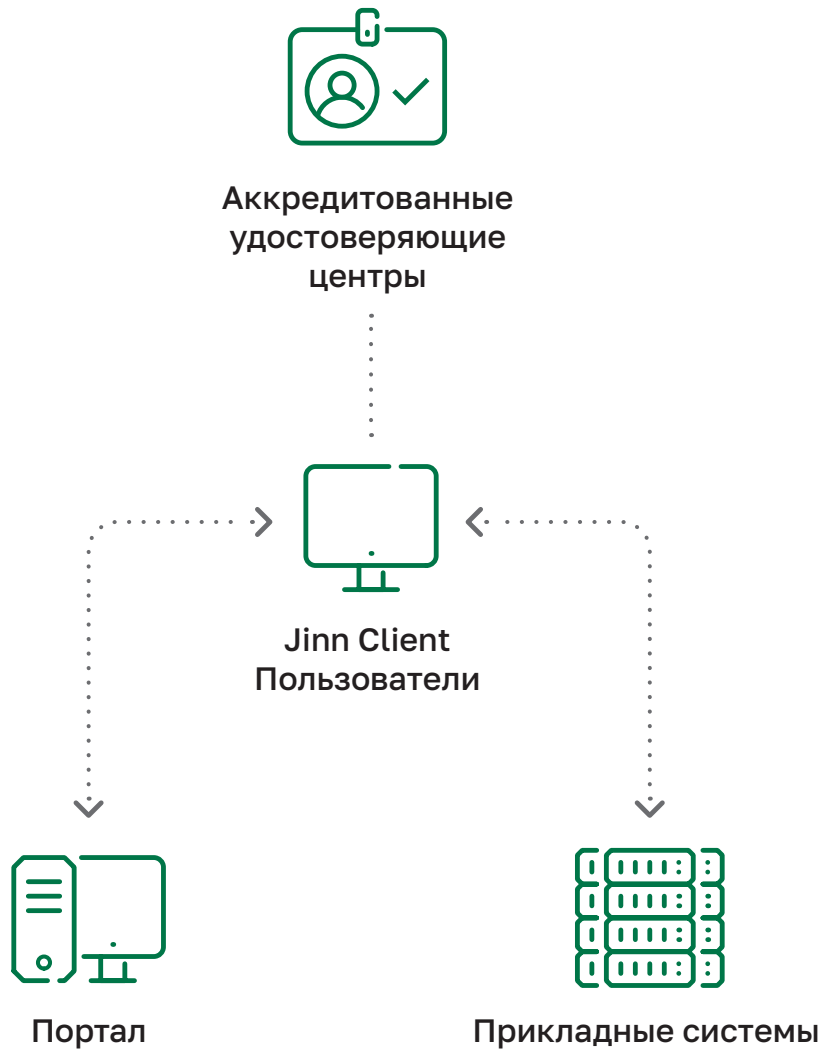 Аккредитованные
удостоверяющие
центры
Jinn Client
Пользователи
Портал
Прикладные системы